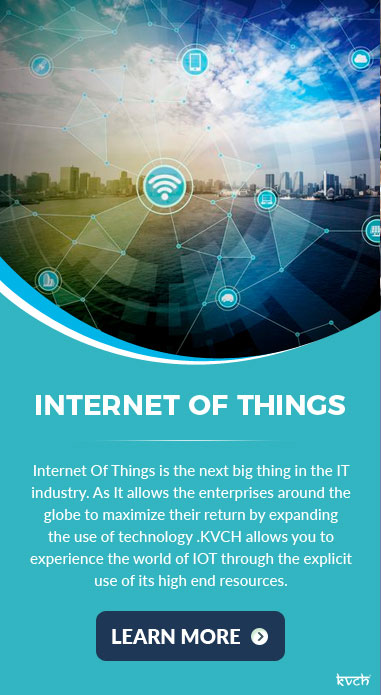 INTERNET OF THINGS
Internet Of Things is the next big thing in the IT
industry. As It allows the enterprises around the
globe to maximize their return by expanding
the use of technology .KVCH allows you to
experience the world of IOT through the explicit
use of its high end resources.
LEARN MORE
kvch